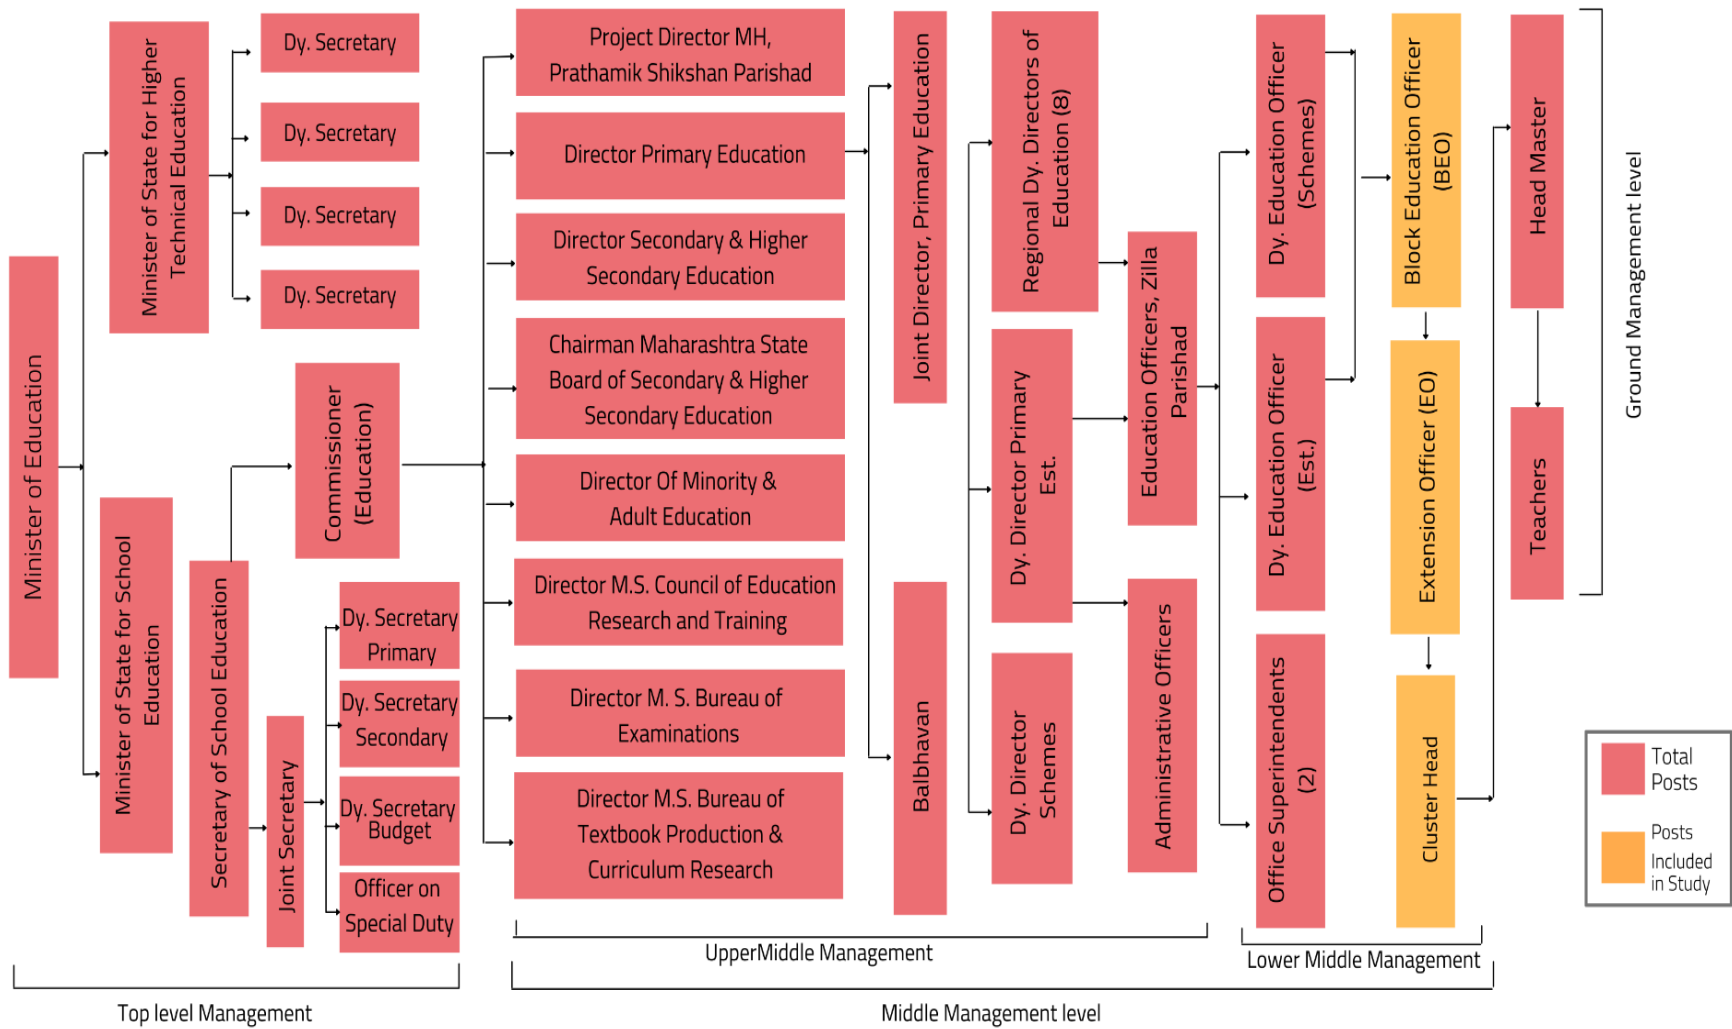 Minister of Education
Minister of State for Higher
Technical Education
Dy. Secretary
Dy. Secretary
Dy. Secretary
Dy. Secretary
Minister of State for School
Education
Secretary of School Education
Commissioner
(Education)
Joint Secretary
Dy. Secretary
Primary
Dy. Secretary
Secondary
Dy. Secretary
Budget
Officer on
Special Duty
Project Director MH,
Prathamik Shikshan Parishad
Director Primary Education
Director Secondary & Higher
Secondary Education
Chairman Maharashtra State
Board of Secondary & Higher
Secondary Education
Director Of Minority &
Adult Education
Director M.S. Council of Education
Research and Training
Director M. S. Bureau of
Examinations
Director M.S. Bureau of
Textbook Production &
Curriculum Research
Joint Director, Primary Education
Balbhavan
Regional Dy. Directors of
Education (8)
Dy. Director Primary
Est.
Dy. Director
Schemes
Education Officers, Zilla
Parishad
Administrative Officers
Dy. Education Officer
(Schemes)
Dy. Education Officer
(Est.)
Office Superintendents
(2)
Block Education Officer
(BEO)
Extension Officer (EO)
Cluster Head
Head Master
Teachers
Ground Management level
Total
Posts
Posts
Included
in Study
UpperMiddle Management
Lower Middle Management
Top level Management
Middle Management level